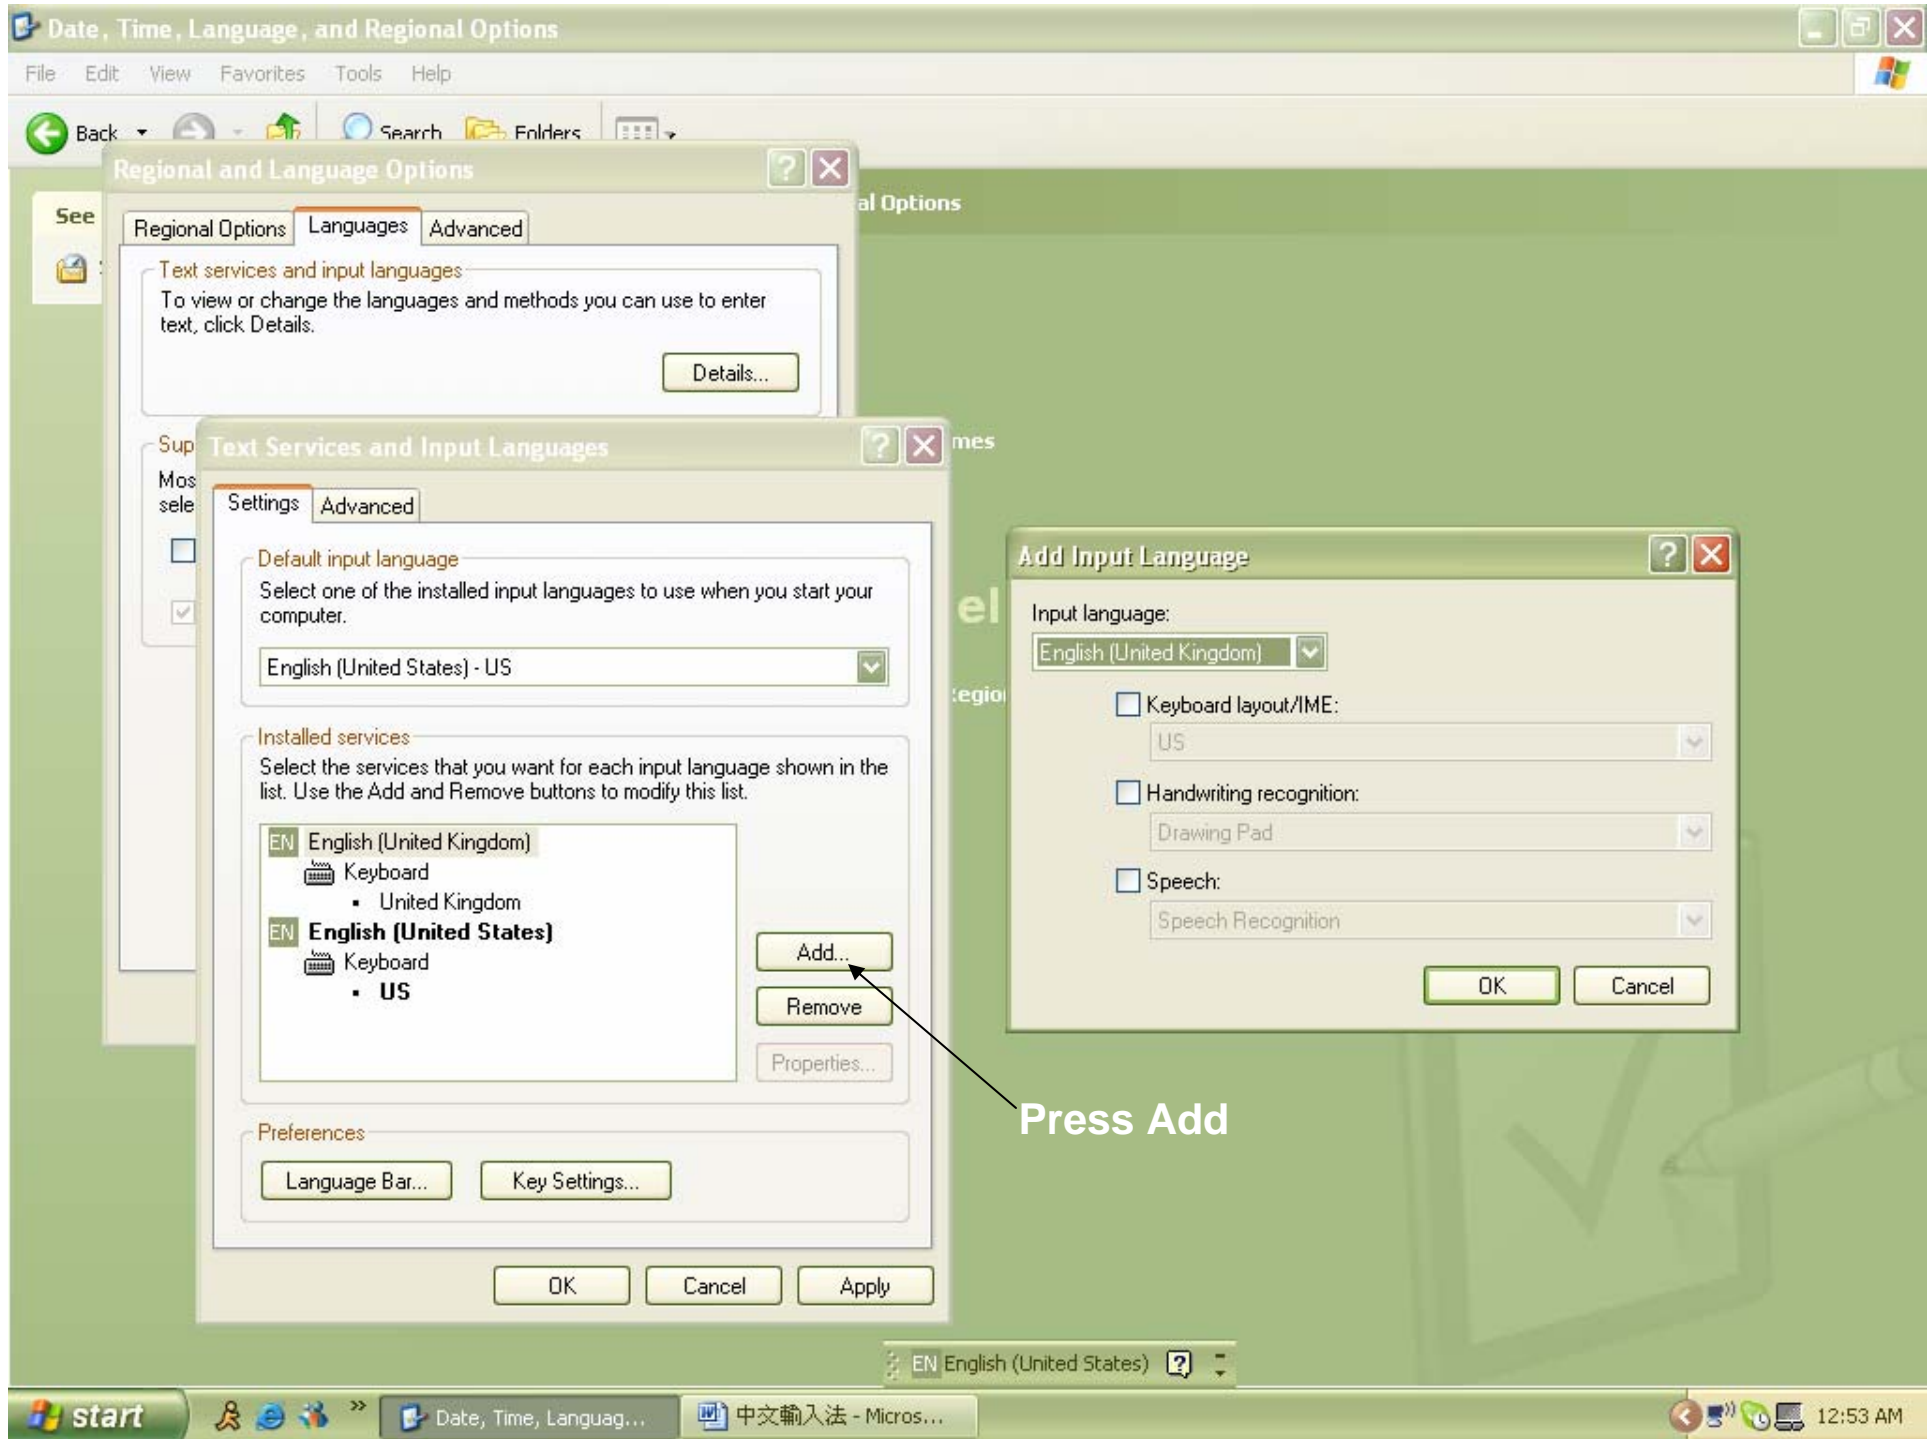 Date, Time, Language, and Regional Options
File Edit View Favorites Tools Help
Back Search Folders
Regional and Language Options
al Options
See
Regional Options Languages Advanced
Text services and input languages
To view or change the languages and methods you can use to enter
text, click Details.
Details...
Sup
Mos
sele
mes
el
Regio
Text Services and Input Languages
Settings Advanced
Default input language
Select one of the installed input languages to use when you start your
computer.
English (United States) - US
Installed services
Select the services that you want for each input language shown in the
list. Use the Add and Remove buttons to modify this list.
EN English (United Kingdom)
Keyboard
• United Kingdom
EN English (United States)
Keyboard
• US
Add...
Remove
Properties...
Preferences
Language Bar... Key Settings...
OK Cancel Apply
Add Input Language
Input language:
English (United Kingdom)
Keyboard layout/IME:
US
Handwriting recognition:
Drawing Pad
Speech:
Speech Recognition
OK Cancel
Press Add
EN English (United States)
start » Date, Time, Languag... 中文輸入法 - Micros... 12:53 AM